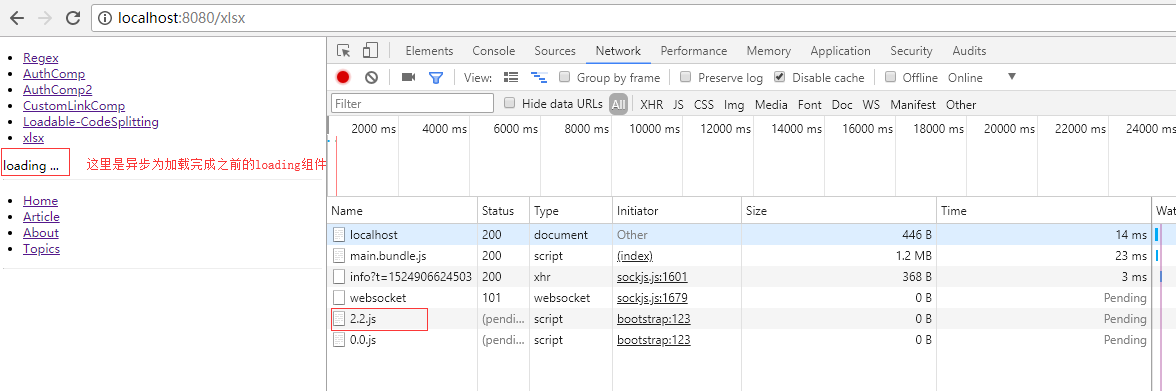 localhost:8080/xlsx
Regex
AuthComp
AuthComp2
CustomLinkComp
Loadable-CodeSplitting
xlsx
loading ...
这里是异步为加载完成之前的loading组件
Home
Article
About
Topics
Elements Console Sources Network Performance Memory Application Security Audits
View: Group by frame Preserve log Disable cache Offline Online
Filter Hide data URLs All XHR JS CSS Img Media Font Doc WS Manifest Other
2000 ms 4000 ms 6000 ms 8000 ms 10000 ms 12000 ms 14000 ms 16000 ms 18000 ms 20000 ms 22000 ms 24000 ms
Name Status Type Initiator Size Time Wat
localhost 200 document Other 446 B 14 ms
main.bundle.js 200 script (index) 1.2 MB 23 ms
info?t=1524906624503 200 xhr sockjs.js:1601 368 B 3 ms
websocket 101 websocket sockjs.js:1679 0 B Pending
2.2.js (pendi... script bootstrap:123 0 B Pending
0.0.js (pendi... script bootstrap:123 0 B Pending